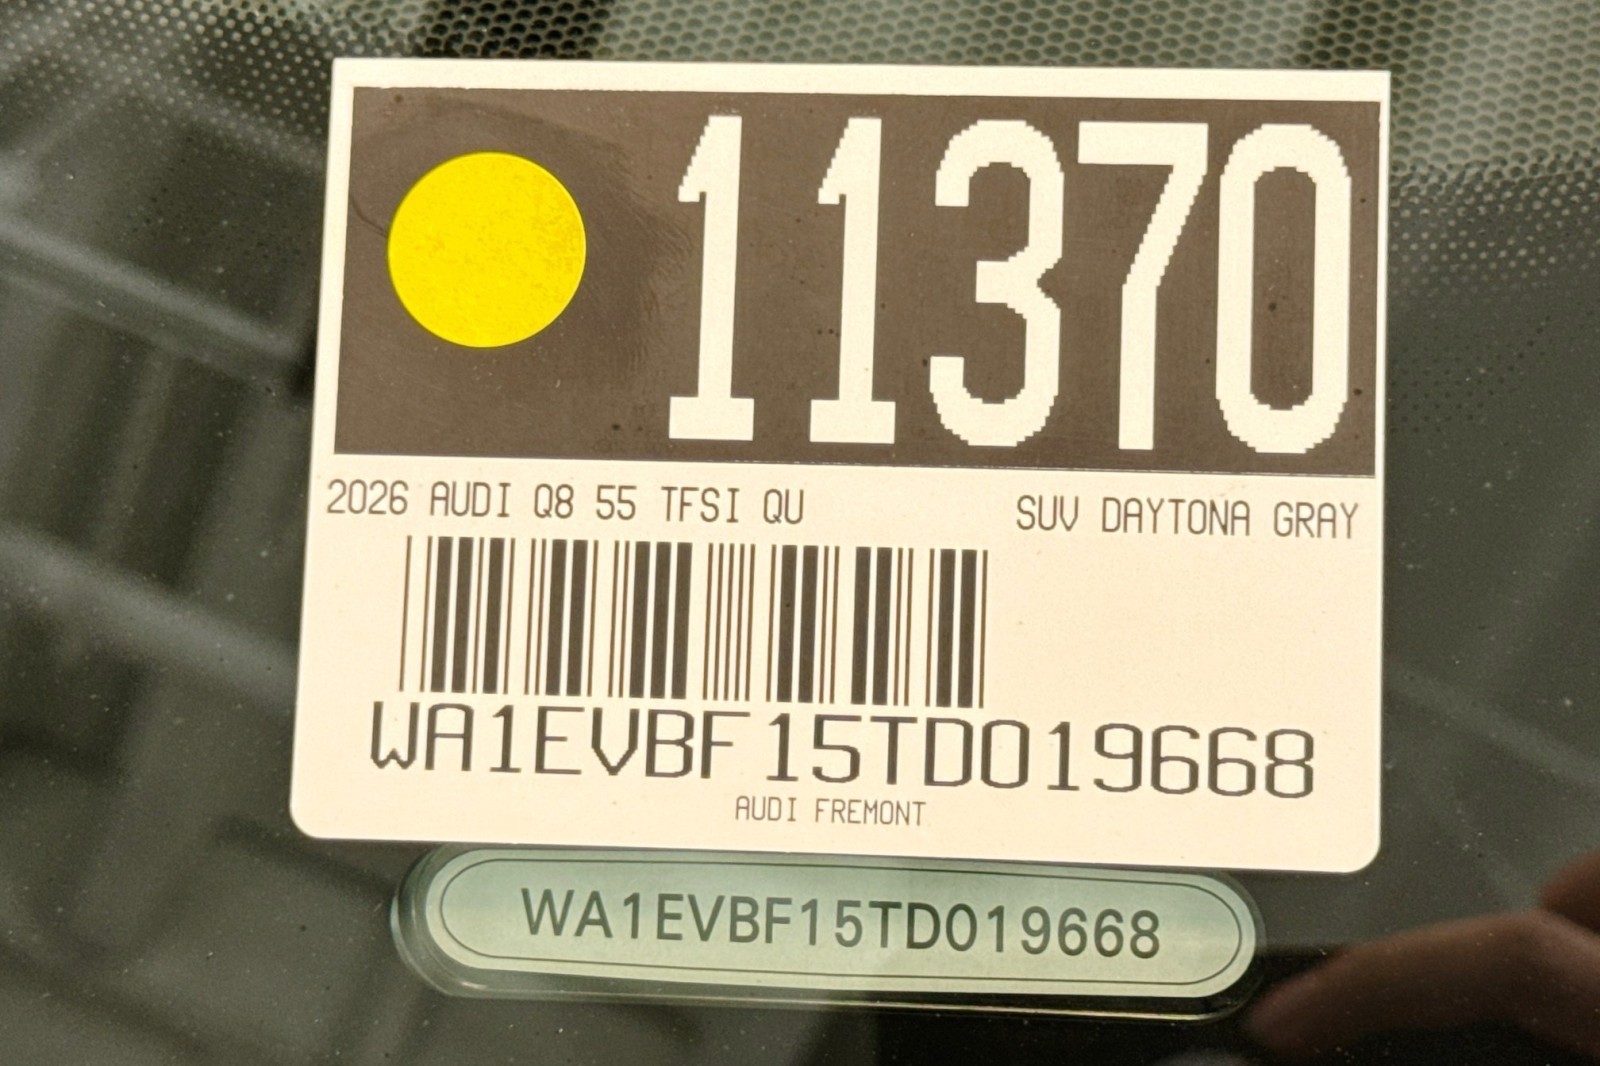 11370
2026 AUDI Q8 55 TFSI QU SUV DAYTONA GRAY
WA1EVBF15TD019668
AUDI FREMONT
WA1EVBF15TD019668